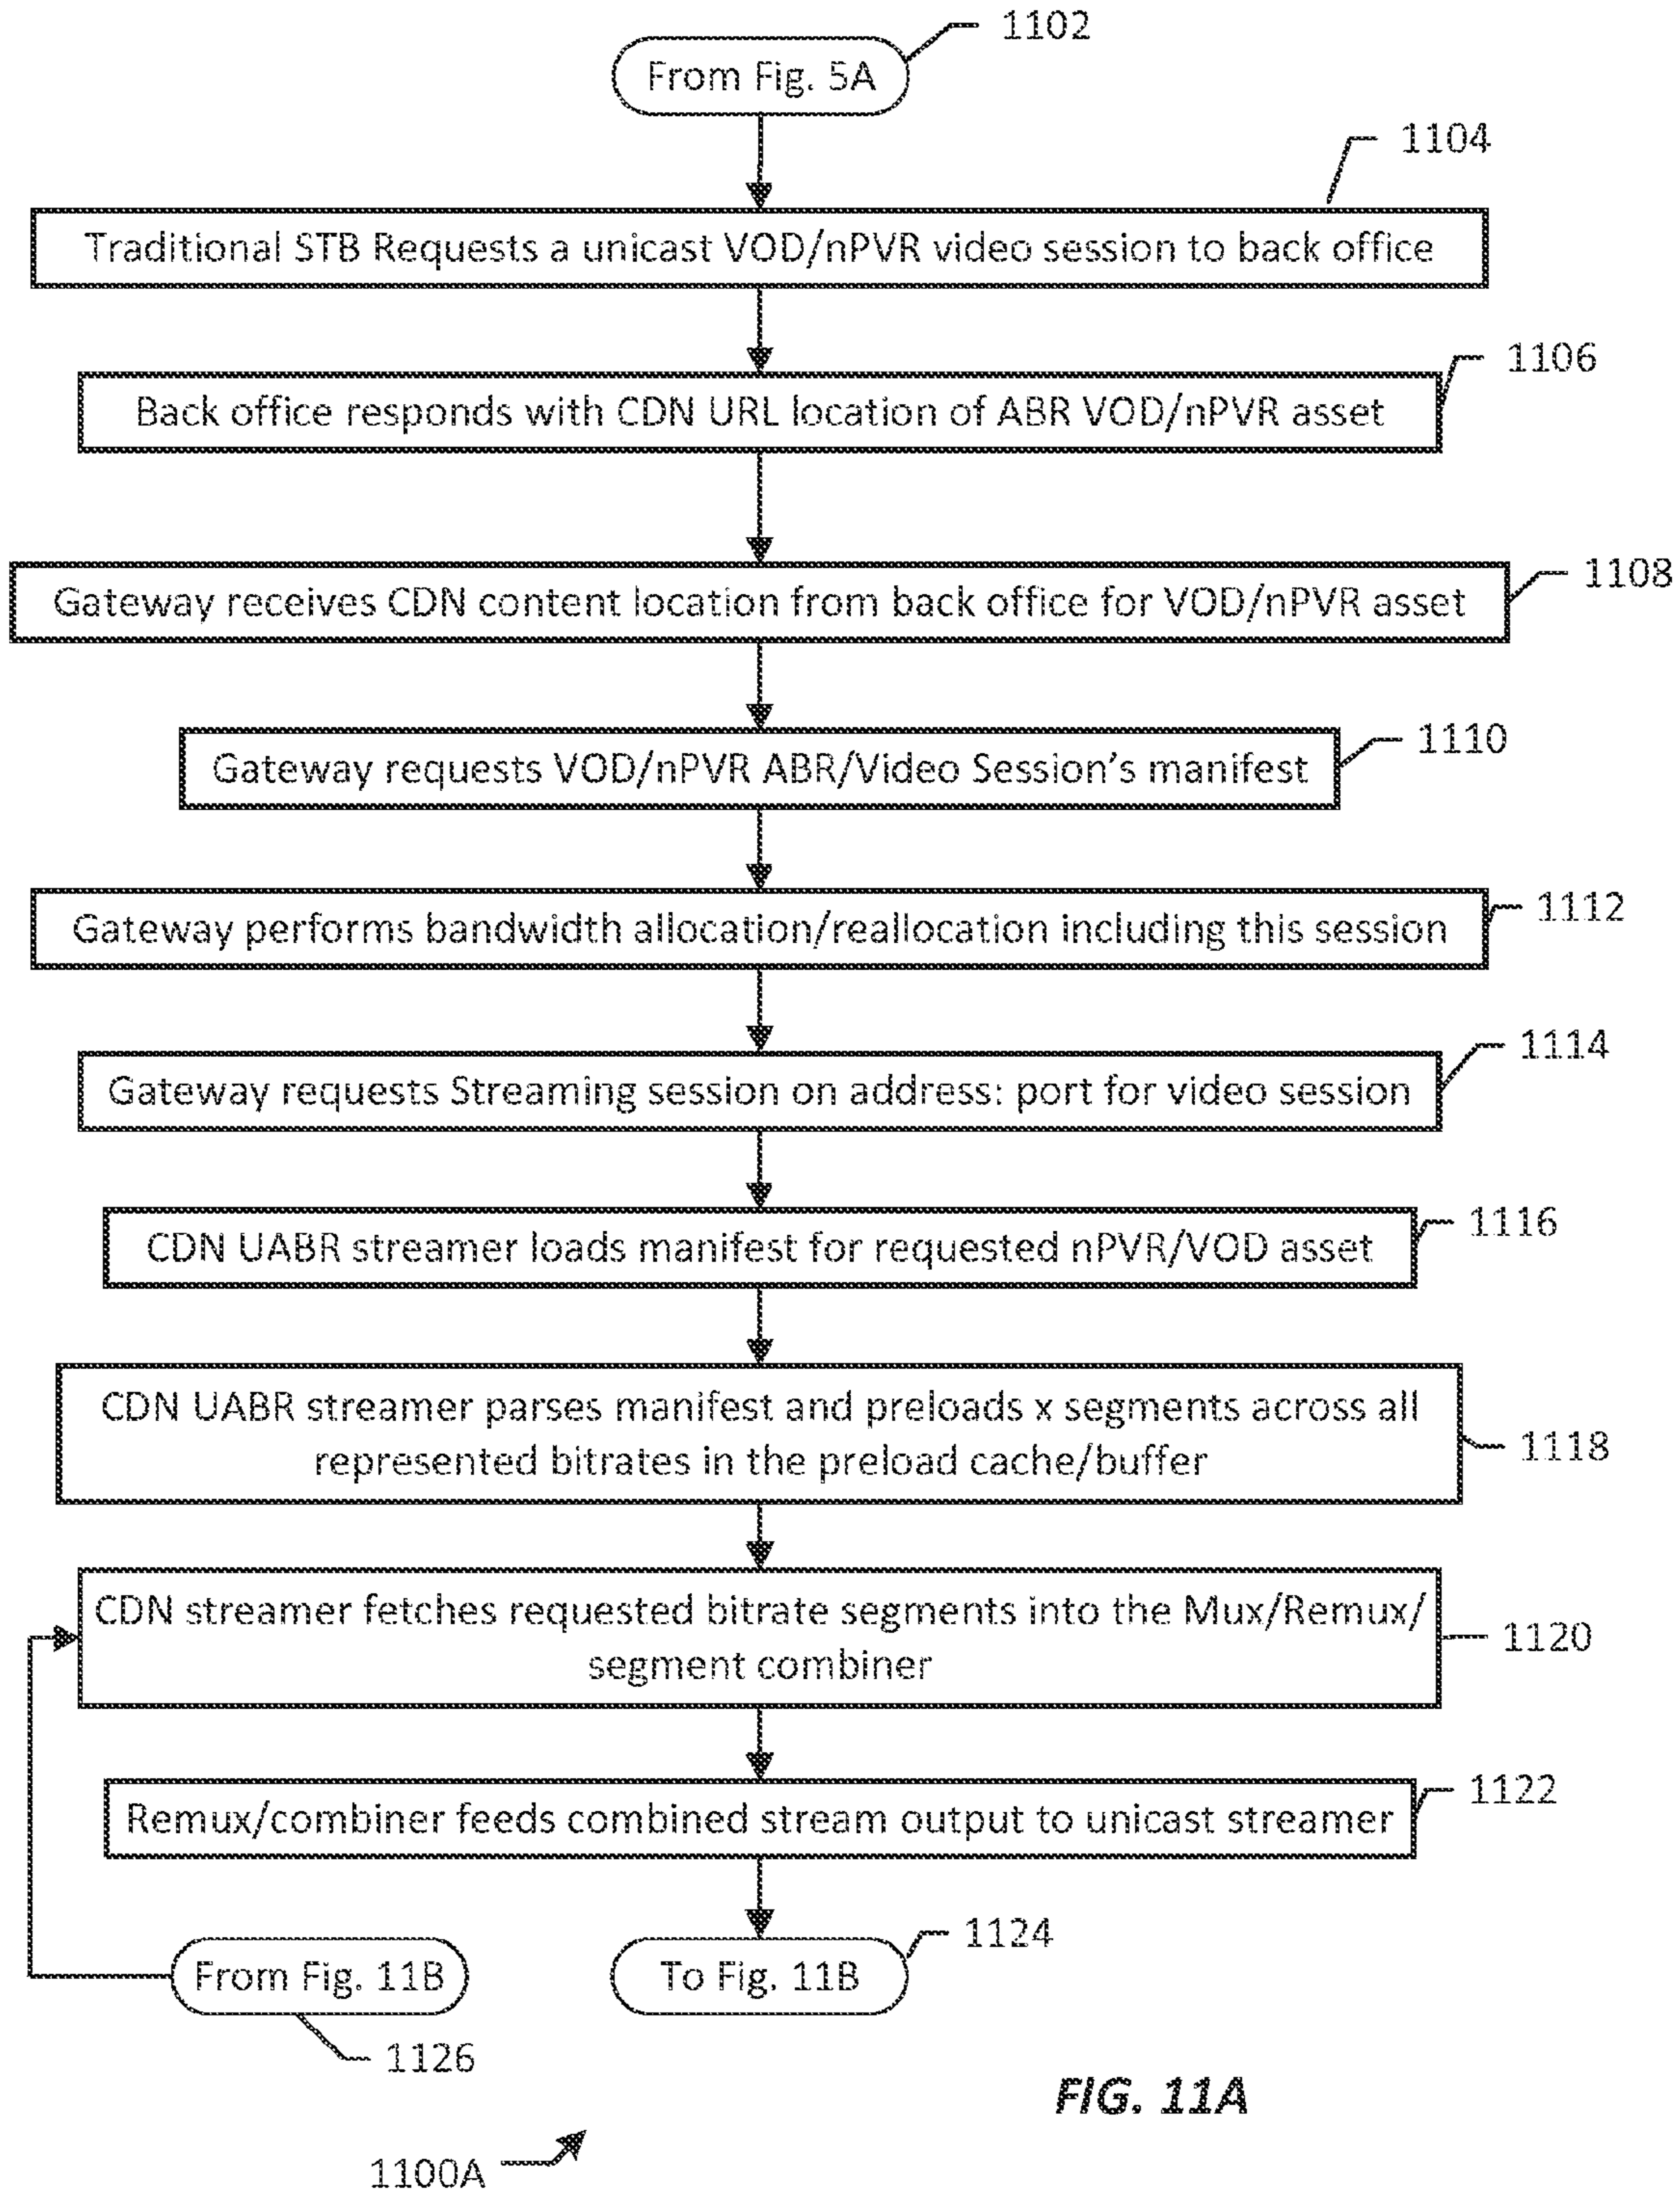 1102
From Fig. 5A
1104
Traditional STB Requests a unicast VOD/nPVR video session to back office
1106
Back office responds with CDN URL location of ABR VOD/nPVR asset
1108
Gateway receives CDN content location from back office for VOD/nPVR asset
1110
Gateway requests VOD/nPVR ABR/Video Session's manifest
1112
Gateway performs bandwidth allocation/reallocation including this session
1114
Gateway requests Streaming session on address: port for video session
1116
CDN UABR streamer loads manifest for requested nPVR/VOD asset
CDN UABR streamer parses manifest and preloads x segments across all
represented bitrates in the preload cache/buffer
1118
CDN streamer fetches requested bitrate segments into the Mux/Remux/
segment combiner
1120
1122
Remux/combiner feeds combined stream output to unicast streamer
1124
From Fig. 11B
To Fig. 11B
1126
FIG. 11A
1100A